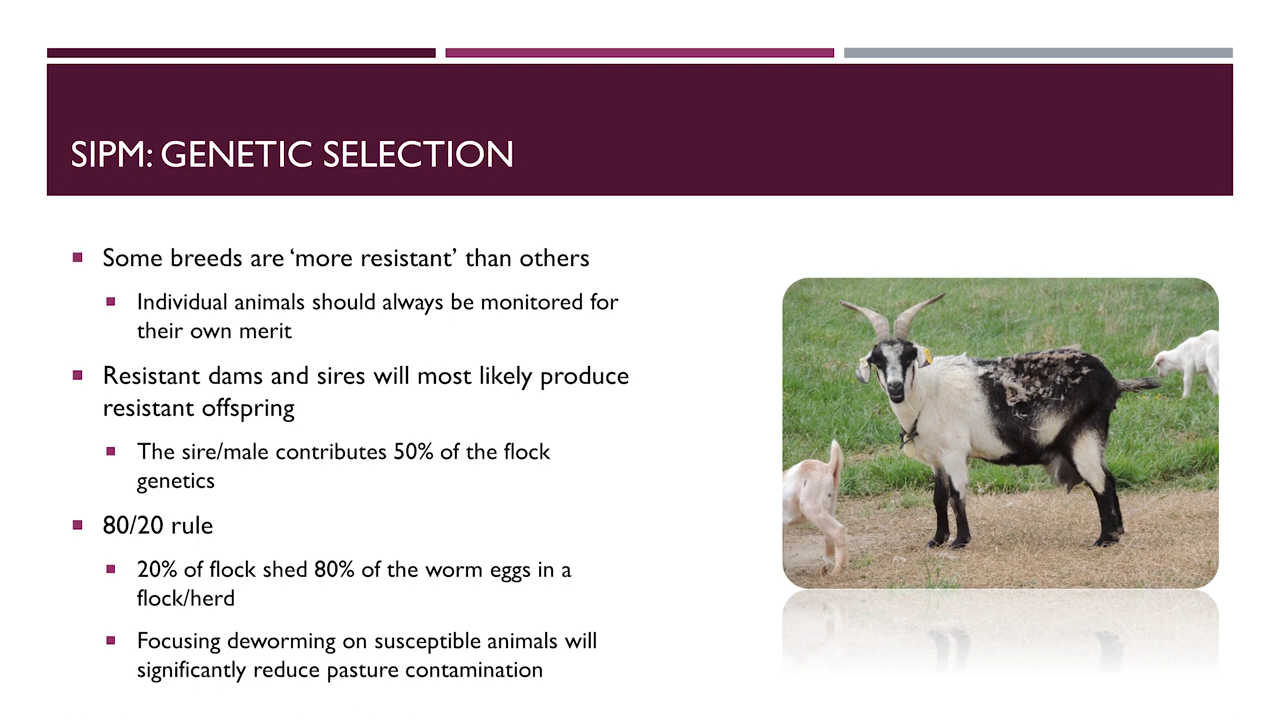 SIPM: GENETIC SELECTION
Some breeds are ‘more resistant’ than others
Individual animals should always be monitored for
their own merit
Resistant dams and sires will most likely produce
resistant offspring
The sire/male contributes 50% of the flock
genetics
80/20 rule
20% of flock shed 80% of the worm eggs in a
flock/herd
Focusing deworming on susceptible animals will
significantly reduce pasture contamination